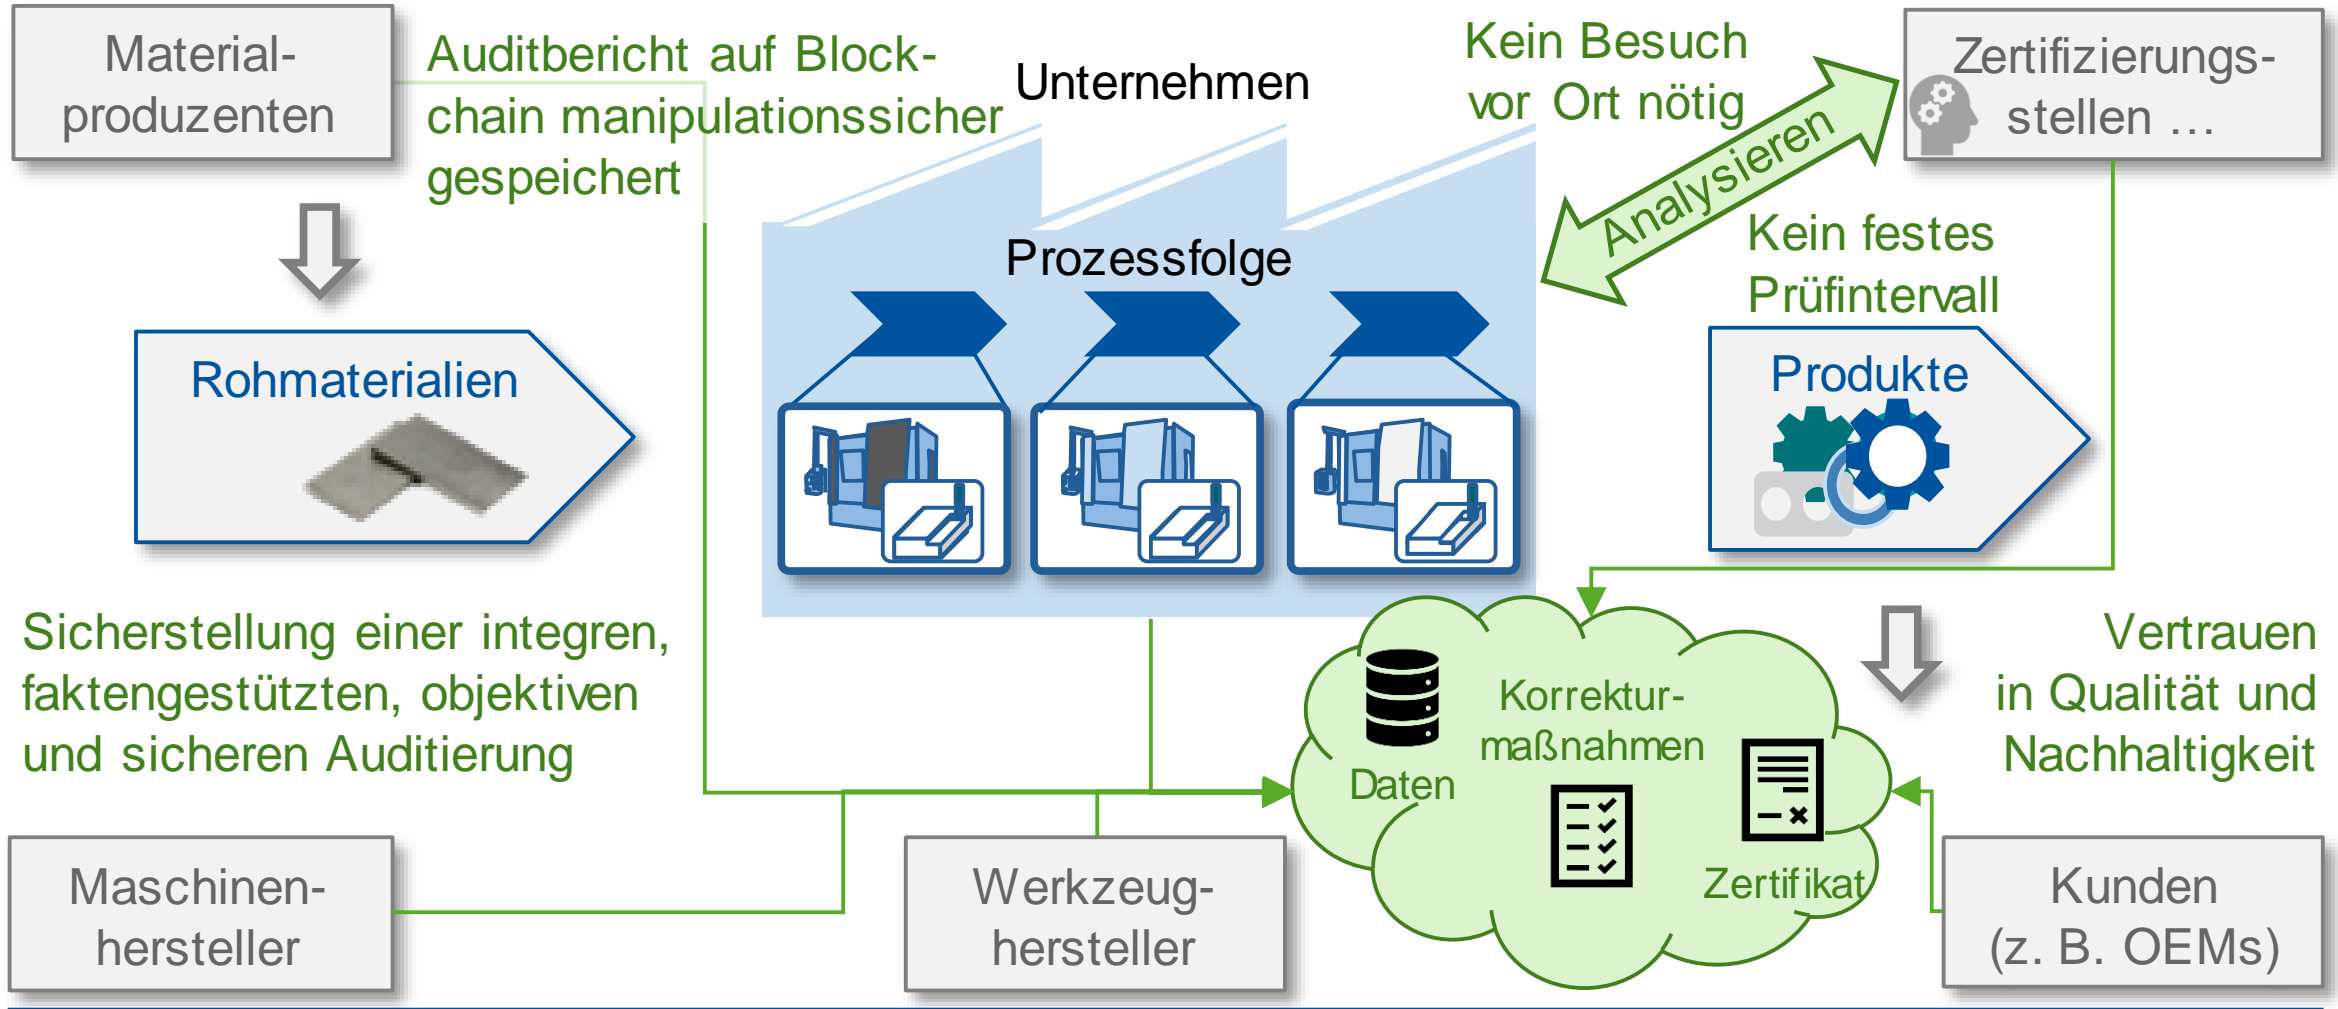 Material-
produzenten
Auditbericht auf Block-
chain manipulationssicher
gespeichert
Unternehmen
Kein Besuch
vor Ort nötig
Zertifizierungs-
stellen …
Analysieren
Kein festes
Prüfintervall
Prozessfolge
Rohmaterialien
Produkte
Sicherstellung einer integren,
faktengestützten, objektiven
und sicheren Auditierung
Daten
Korrektur-
maßnahmen
Zertifikat
Vertrauen
in Qualität und
Nachhaltigkeit
Maschinen-
hersteller
Werkzeug-
hersteller
Kunden
(z. B. OEMs)